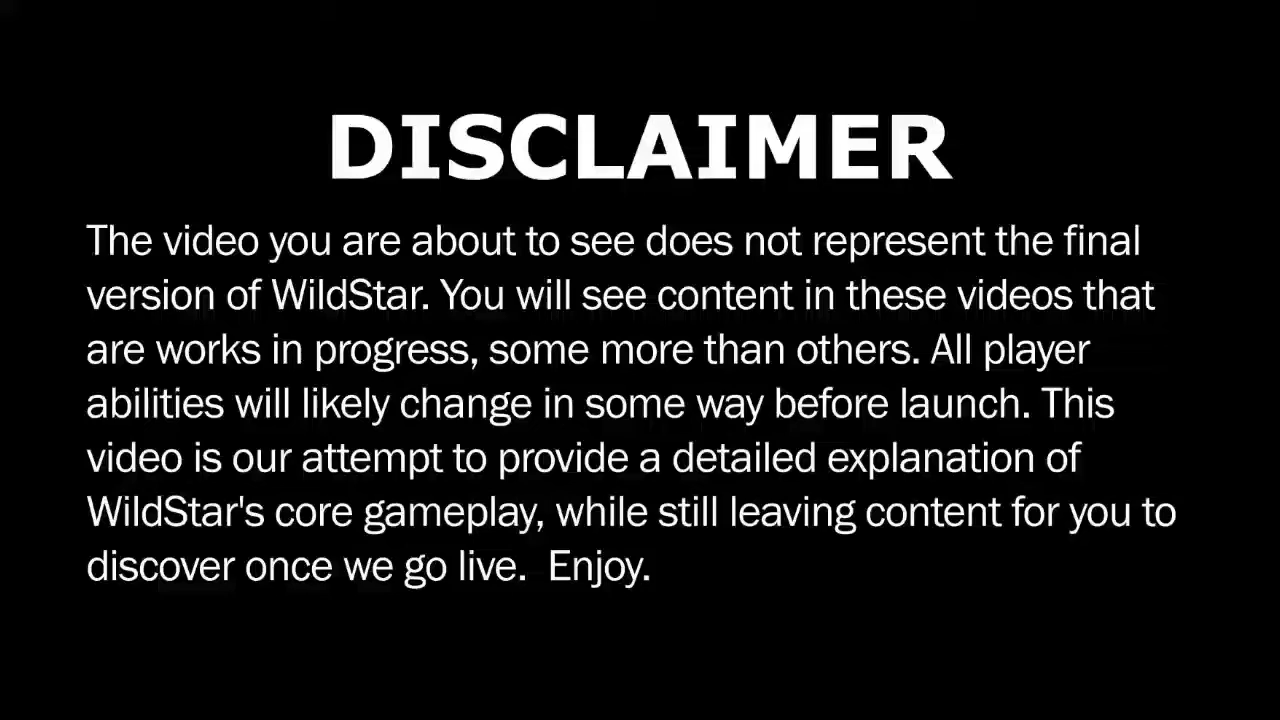 DISCLAIMER
The video you are about to see does not represent the final
version of WildStar. You will see content in these videos that
are works in progress, some more than others. All player
abilities will likely change in some way before launch. This
video is our attempt to provide a detailed explanation of
WildStar's core gameplay, while still leaving content for you to
discover once we go live.  Enjoy.